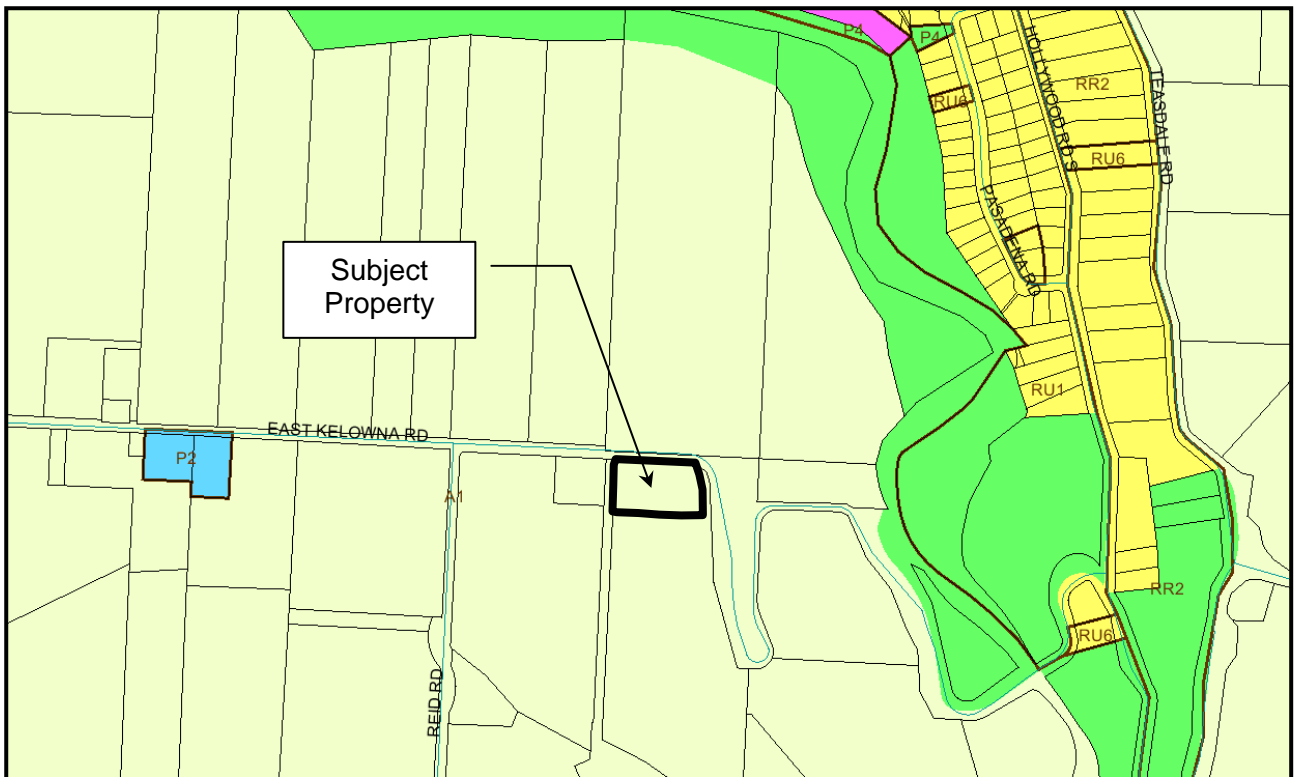 P4
P4
HOLLYWOOD RD S
RR2
TEASDALE RD
RU6
RU6
PASADENA RD
Subject
Property
RU1
EAST KELOWNA RD
P2
A1
RR2
RU6
REID RD